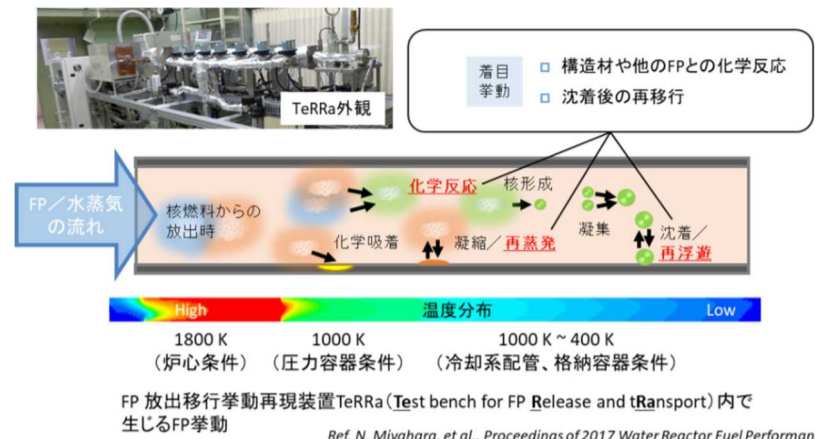 TeRRa外観
着目
挙動
構造材や他のFPとの化学反応
沈着後の再移行
FP/水蒸気
の流れ
核燃料からの
放出時
化学反応
核形成
化学吸着
凝縮/再蒸発
凝集
沈着/
再浮遊
High
温度分布
Low
1800 K
(炉心条件)
1000 K
(圧力容器条件)
1000 K ~ 400 K
(冷却系配管、格納容器条件)
FP 放出移行挙動再現装置TeRRa(Test bench for FP Release and tRansport)内で
生じるFP挙動
Ref. N. Miyahara, et al., Proceedings of 2017 Water Reactor Fuel Performan